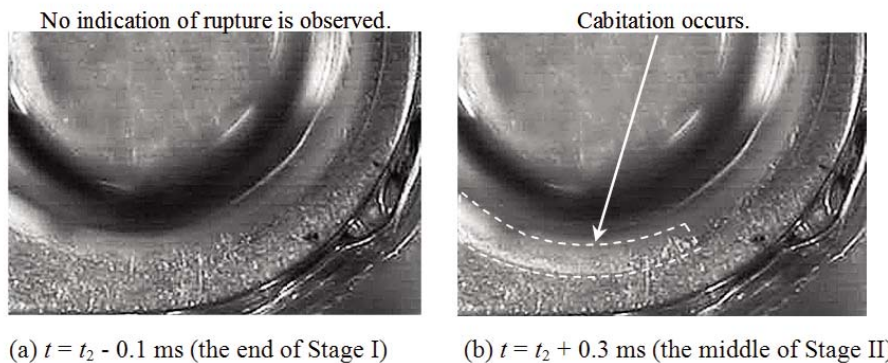 No indication of rupture is observed.
Cabitation occurs.
(a) t = t2 - 0.1 ms (the end of Stage I)
(b) t = t2 + 0.3 ms (the middle of Stage II)